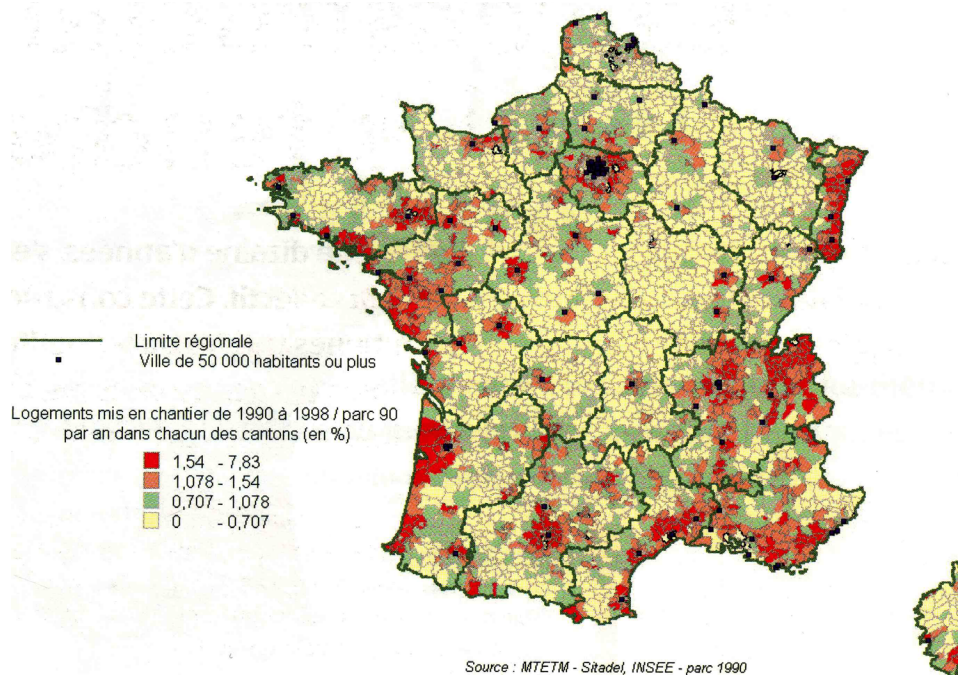 Limite régionale
Ville de 50 000 habitants ou plus
Logements mis en chantier de 1990 à 1998 / parc 90
par an dans chacun des cantons (en %)
1,54 - 7,83
1,078 - 1,54
0,707 - 1,078
0 - 0,707
Source : MTETM - Sitadel, INSEE - parc 1990